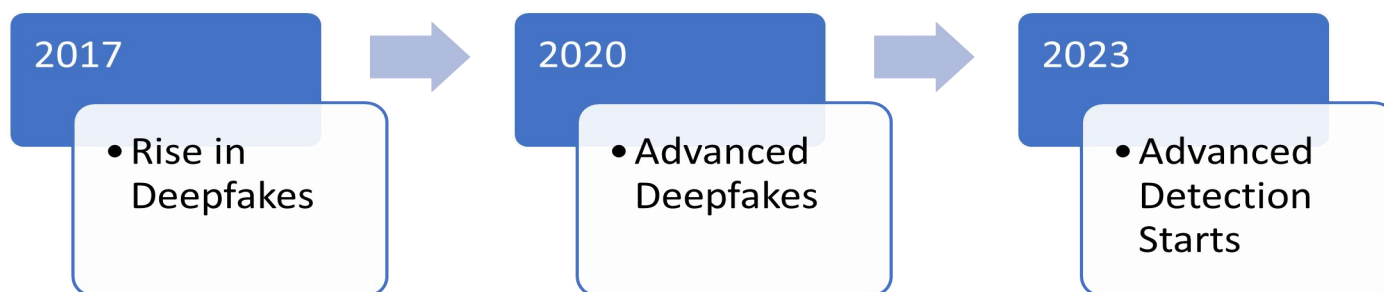 2017
• Rise in
Deepfakes
2020
• Advanced
Deepfakes
2023
• Advanced
Detection
Starts